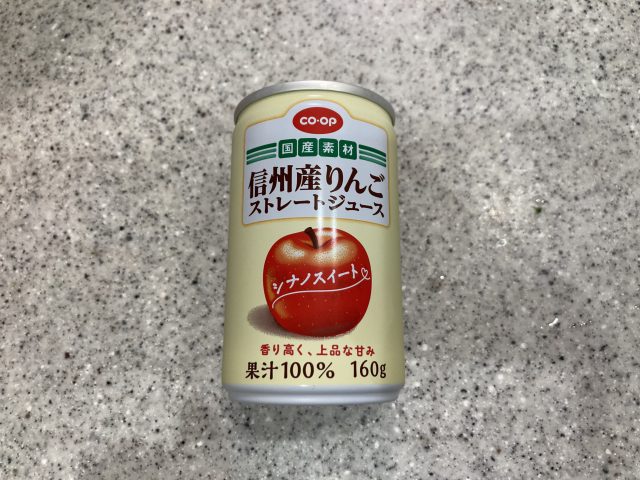 CO·OP
国産素材
信州産りんご
ストレートジュース
シナノスイート
香り高く、上品な甘み
果汁100% 160g